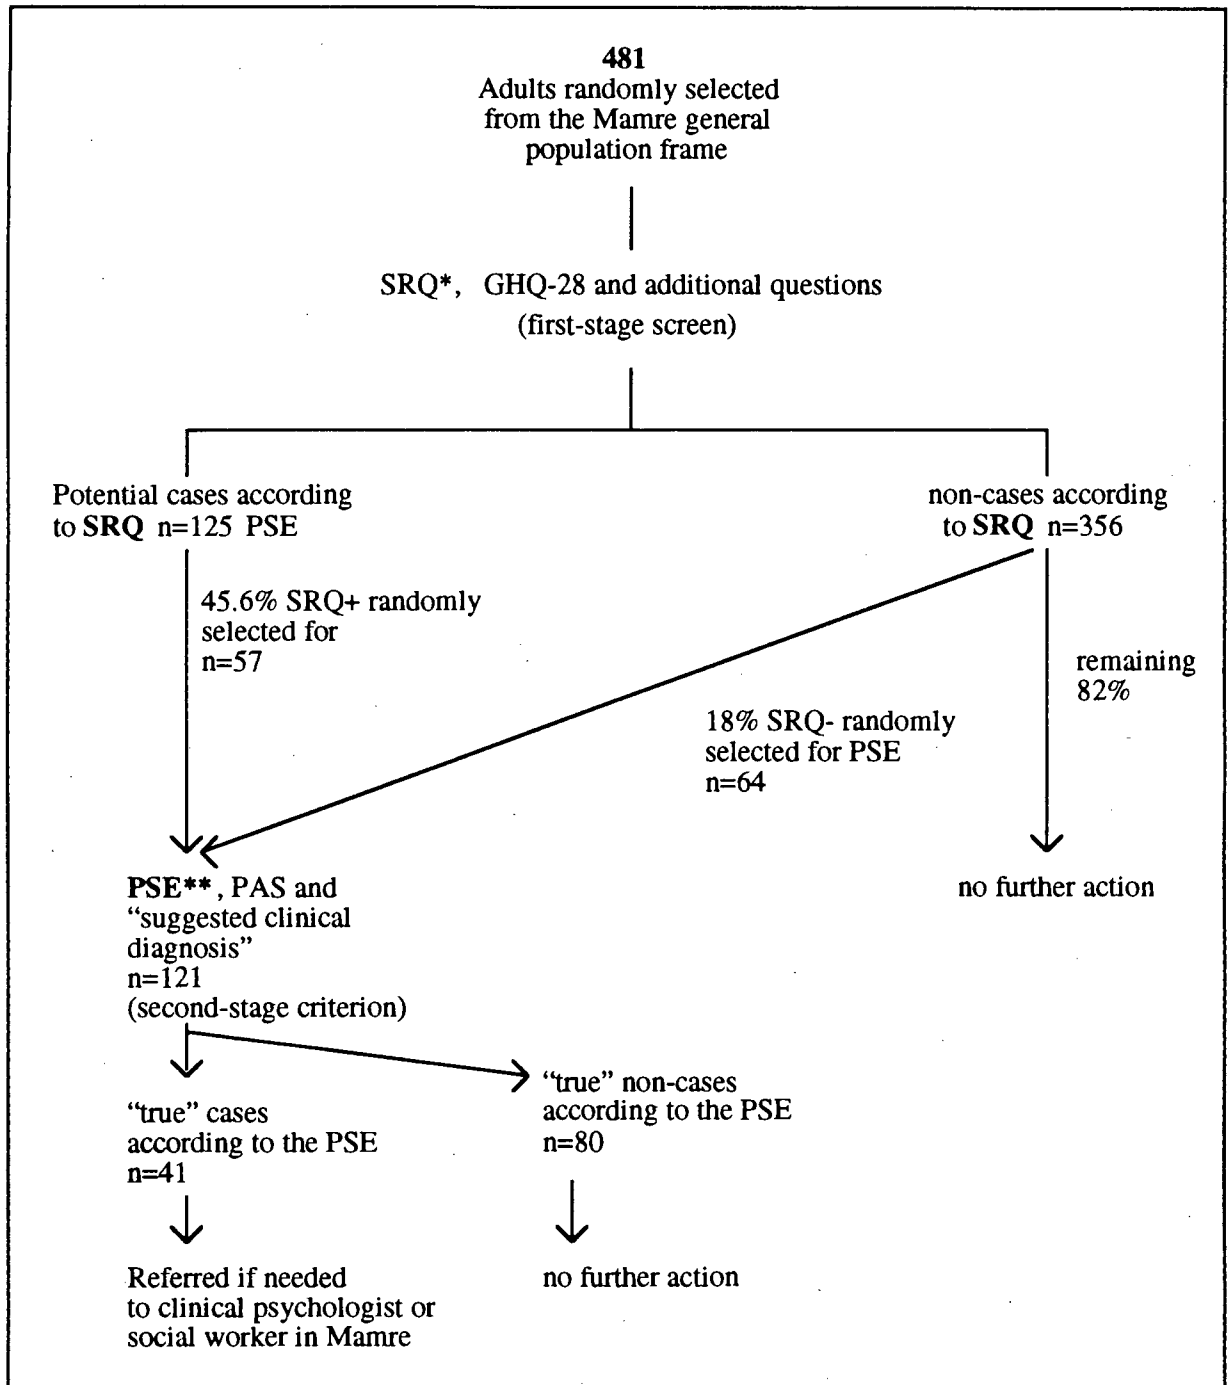 481
Adults randomly selected
from the Mamre general
population frame
SRQ*, GHQ-28 and additional questions
(first-stage screen)
Potential cases according
to SRQ n=125 PSE
non-cases according
to SRQ n=356
45.6% SRQ+ randomly
selected for
n=57
remaining
82%
18% SRQ- randomly
selected for PSE
n=64
PSE**, PAS and
“suggested clinical
diagnosis”
n=121
(second-stage criterion)
no further action
“true” cases
according to the PSE
n=41
“true” non-cases
according to the PSE
n=80
Referred if needed
to clinical psychologist or
social worker in Mamre
no further action